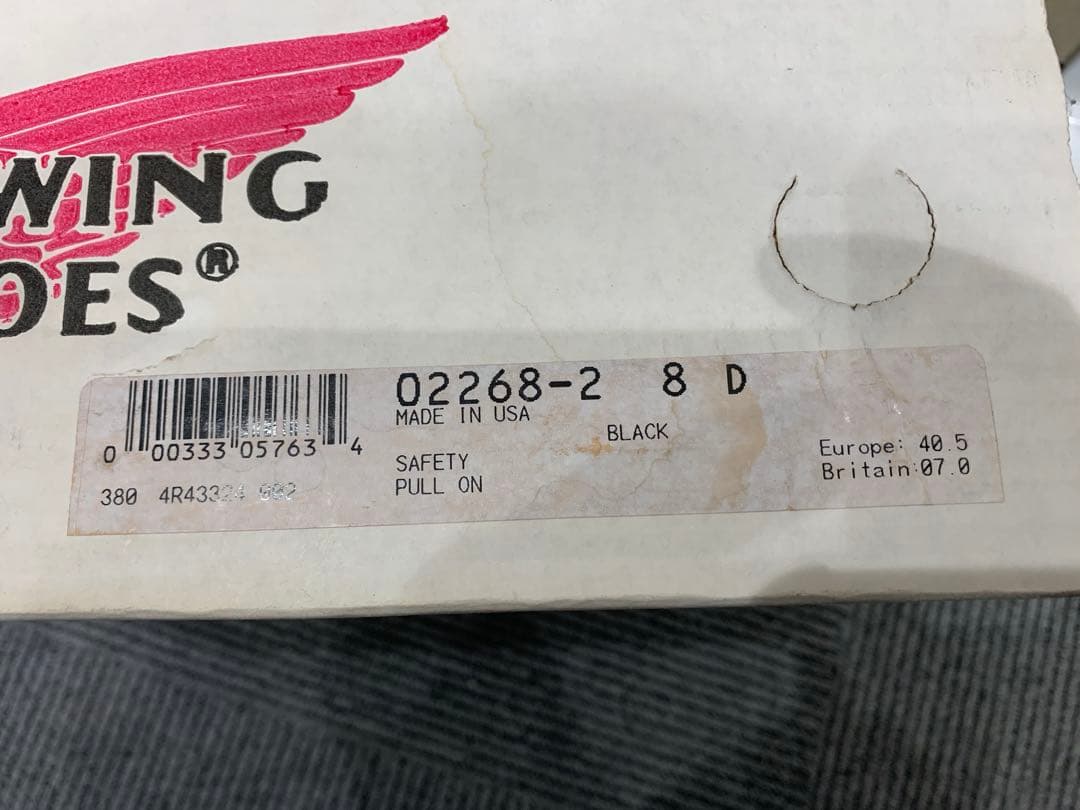 WING
OES®
02268-2 8 D
MADE IN USA
BLACK
0 00333 05763 4
SAFETY
PULL ON
Europe: 40.5
Britain:07.0
380